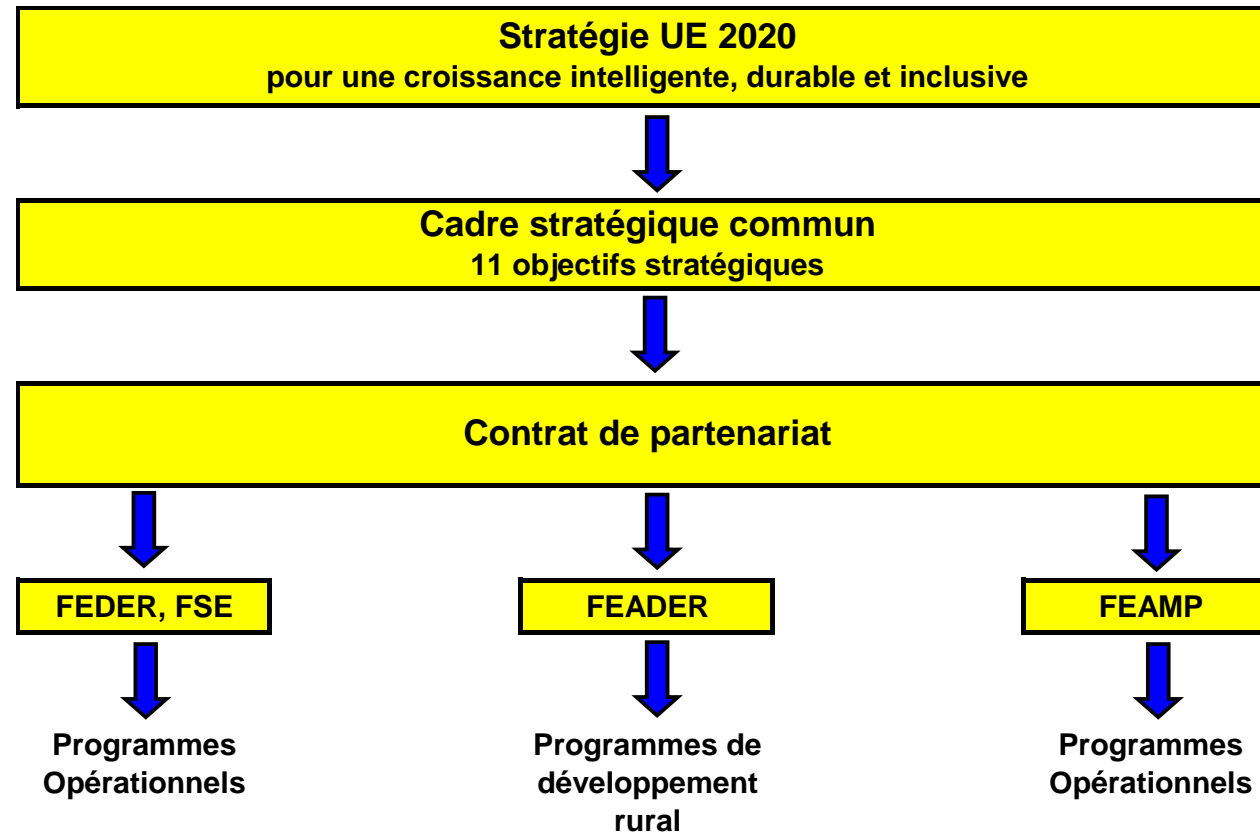 Stratégie UE 2020
pour une croissance intelligente, durable et inclusive
Cadre stratégique commun
11 objectifs stratégiques
Contrat de partenariat
FEDER, FSE
FEADER
FEAMP
Programmes
Opérationnels
Programmes de
développement
rural
Programmes
Opérationnels